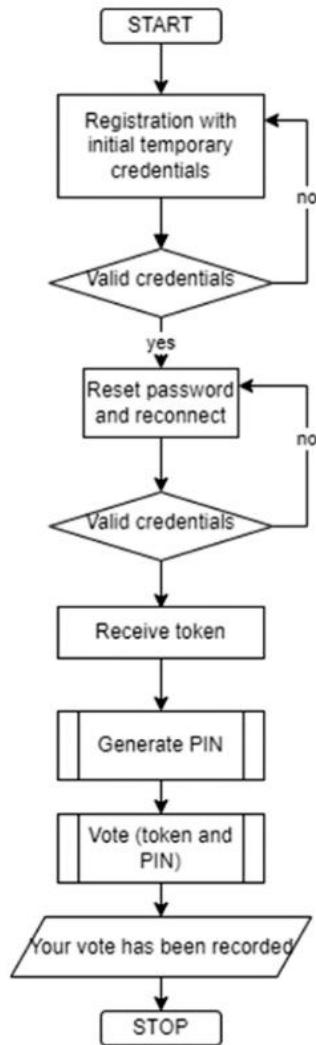 START
Registration with
initial temporary
credentials
no
Valid credentials
yes
Reset password
and reconnect
no
Valid credentials
Receive token
Generate PIN
Vote (token and
PIN)
Your vote has been recorded
STOP